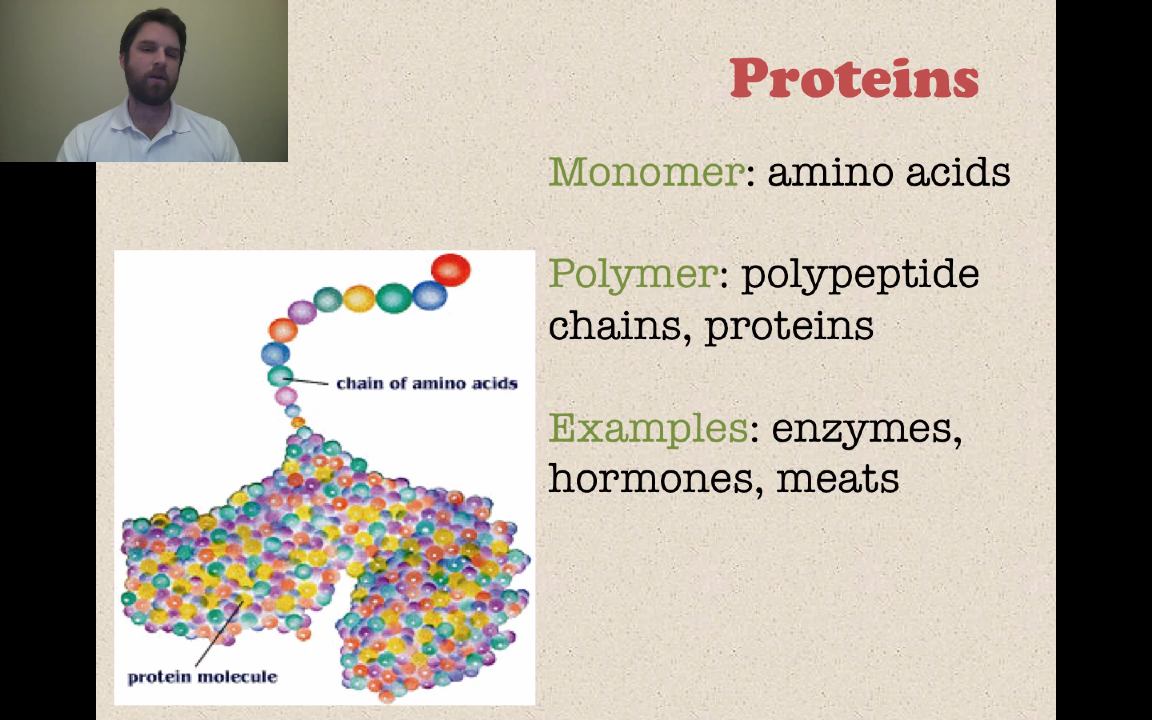 Proteins
Monomer: amino acids
Polymer: polypeptide
chains, proteins
Examples: enzymes,
hormones, meats
chain of amino acids
protein molecule